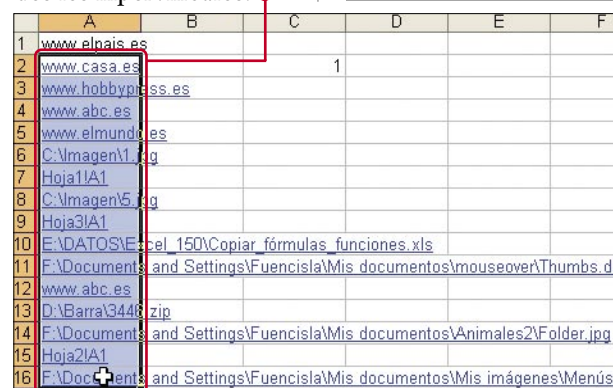 A B C D E F
1 www.elpais.es
2 www.casa.es 1
3 www.hobbypress.es
4 www.abc.es
5 www.elmundo.es
6 C:\Imagen\1.jpg
7 Hoja1!A1
8 C:\Imagen\5.jpg
9 Hoja3!A1
10 E:\DATOS\Excel_150\Copiar_fórmulas_funciones.xls
11 F:\Documents and Settings\Fuencisla\Mis documentos\mouseover\Thumbs.d
12 www.abc.es
13 D:\Barra\3446.zip
14 F:\Documents and Settings\Fuencisla\Mis documentos\Animales2\Folder.jpg
15 Hoja2!A1
16 F:\Documents and Settings\Fuencisla\Mis documentos\Mis imágenes\Menús